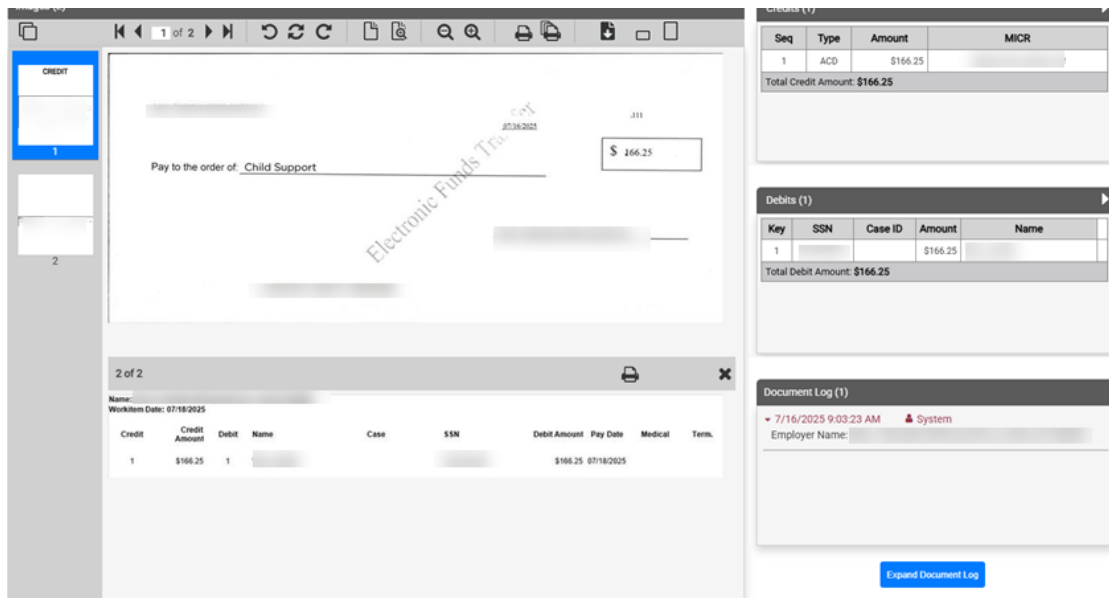 Images (2)
1 of 2
CREDIT
1
2
07/16/2025
.111
$ 166.25
Pay to the order of: Child Support
Electronic Funds Transfer
2 of 2
Name:
Workitem Date: 07/18/2025
Credit Credit Amount Debit Name Case SSN Debit Amount Pay Date Medical Term.
1 $166.25 1 $166.25 07/18/2025
Credits (1)
Seq Type Amount MICR
1 ACD $166.25
Total Credit Amount: $166.25
Debits (1)
Key SSN Case ID Amount Name
1 $166.25
Total Debit Amount: $166.25
Document Log (1)
7/16/2025 9:03:23 AM System
Employer Name:
Expand Document Log